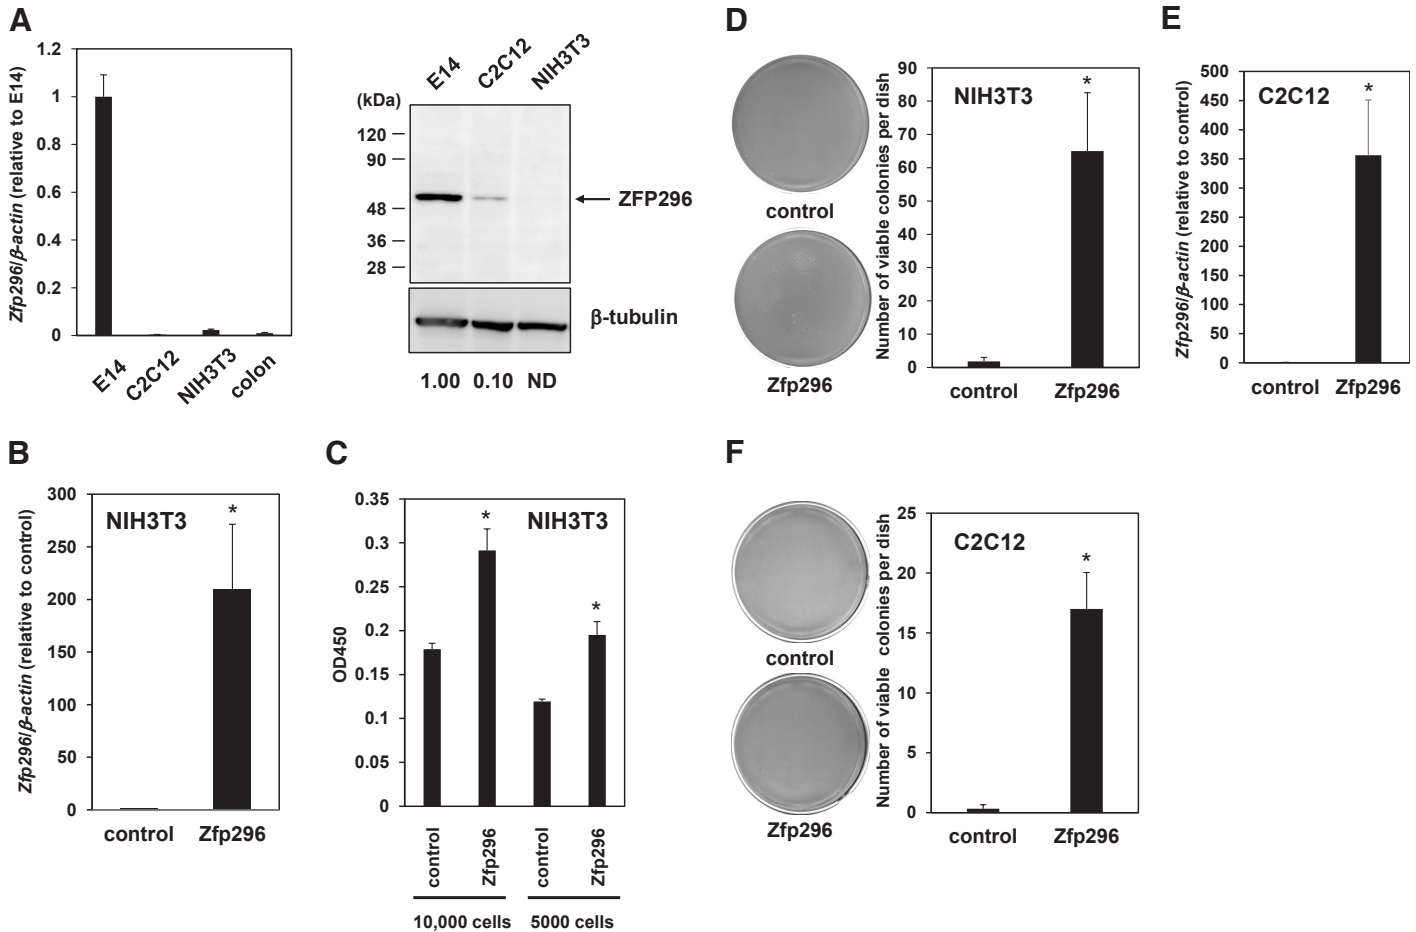 A
Zfp296/β-actin (relative to E14)
1.2
1
0.8
0.6
0.4
0.2
0
E14
C2C12
NIH3T3
colon
E14
C2C12
NIH3T3
(kDa)
120
90
48
36
28
ZFP296
β-tubulin
1.00 0.10 ND
B
Zfp296/β-actin (relative to control)
300
250
200
150
100
50
0
NIH3T3
*
control Zfp296
C
OD450
0.35
0.3
0.25
0.2
0.15
0.1
0.05
0
NIH3T3
*
*
control
Zfp296
control
Zfp296
10,000 cells
5000 cells
D
control
Zfp296
Number of viable colonies per dish
90
80
70
60
50
40
30
20
10
0
NIH3T3
*
control Zfp296
E
Zfp296/β-actin (relative to control)
500
450
400
350
300
250
200
150
100
50
0
C2C12
*
control Zfp296
F
control
Zfp296
Number of viable colonies per dish
25
20
15
10
5
0
C2C12
*
control Zfp296